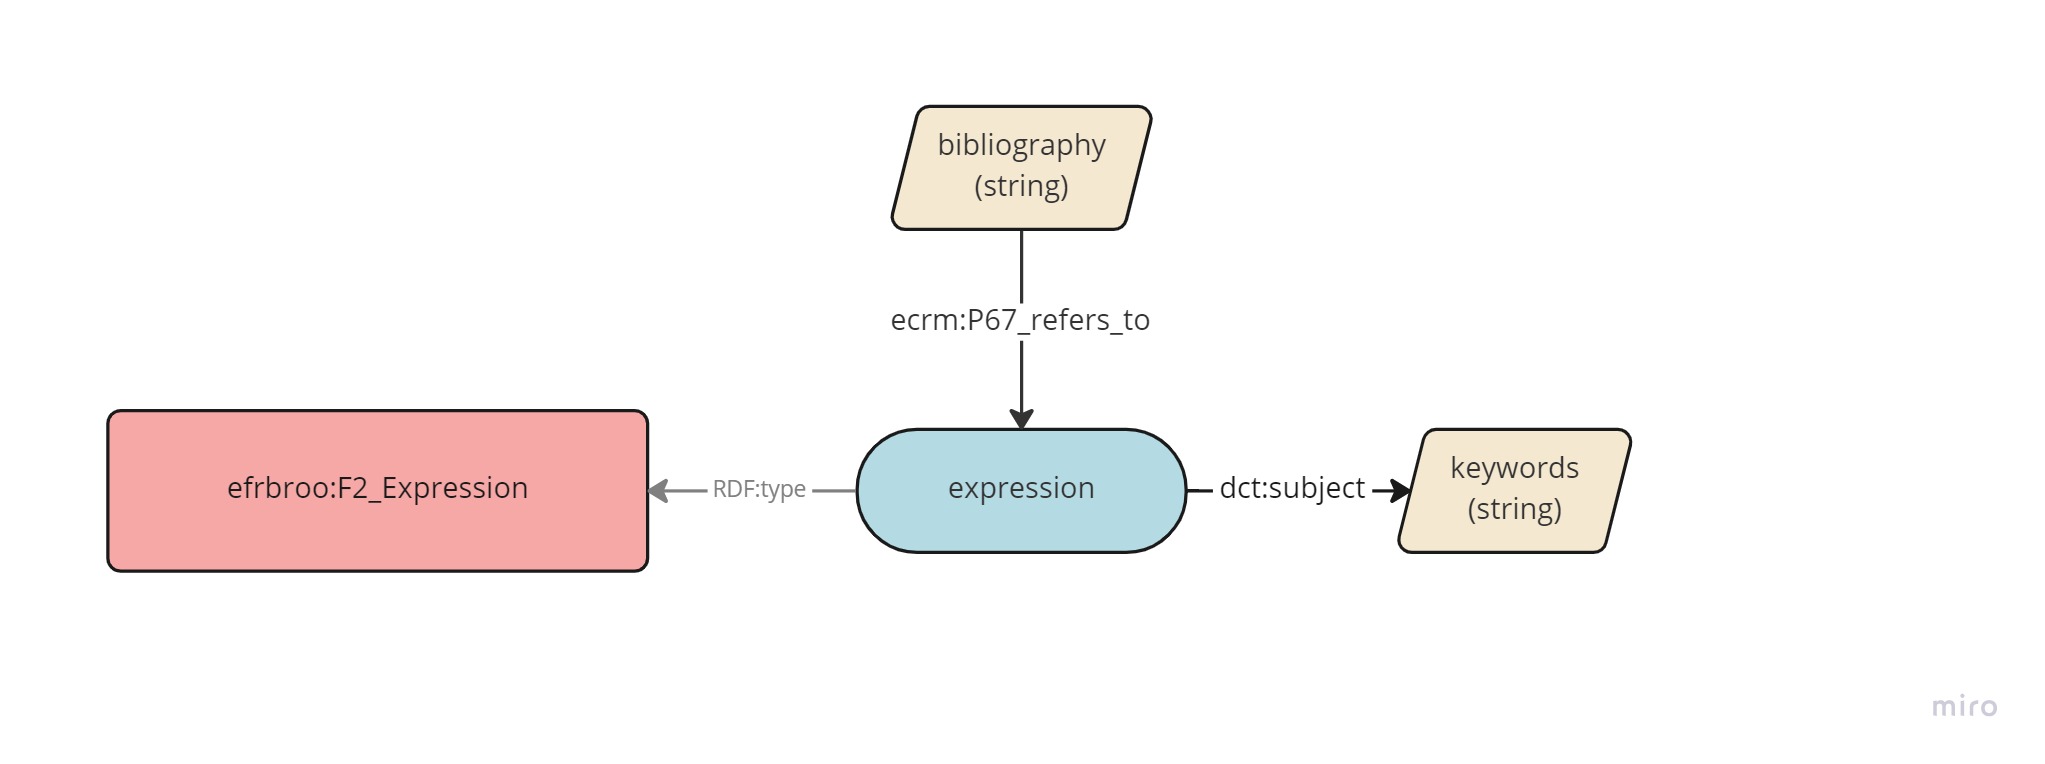 bibliography
(string)
ecrm:P67_refers_to
efrbroo:F2_Expression
RDF:type
expression
dct:subject
keywords
(string)
miro